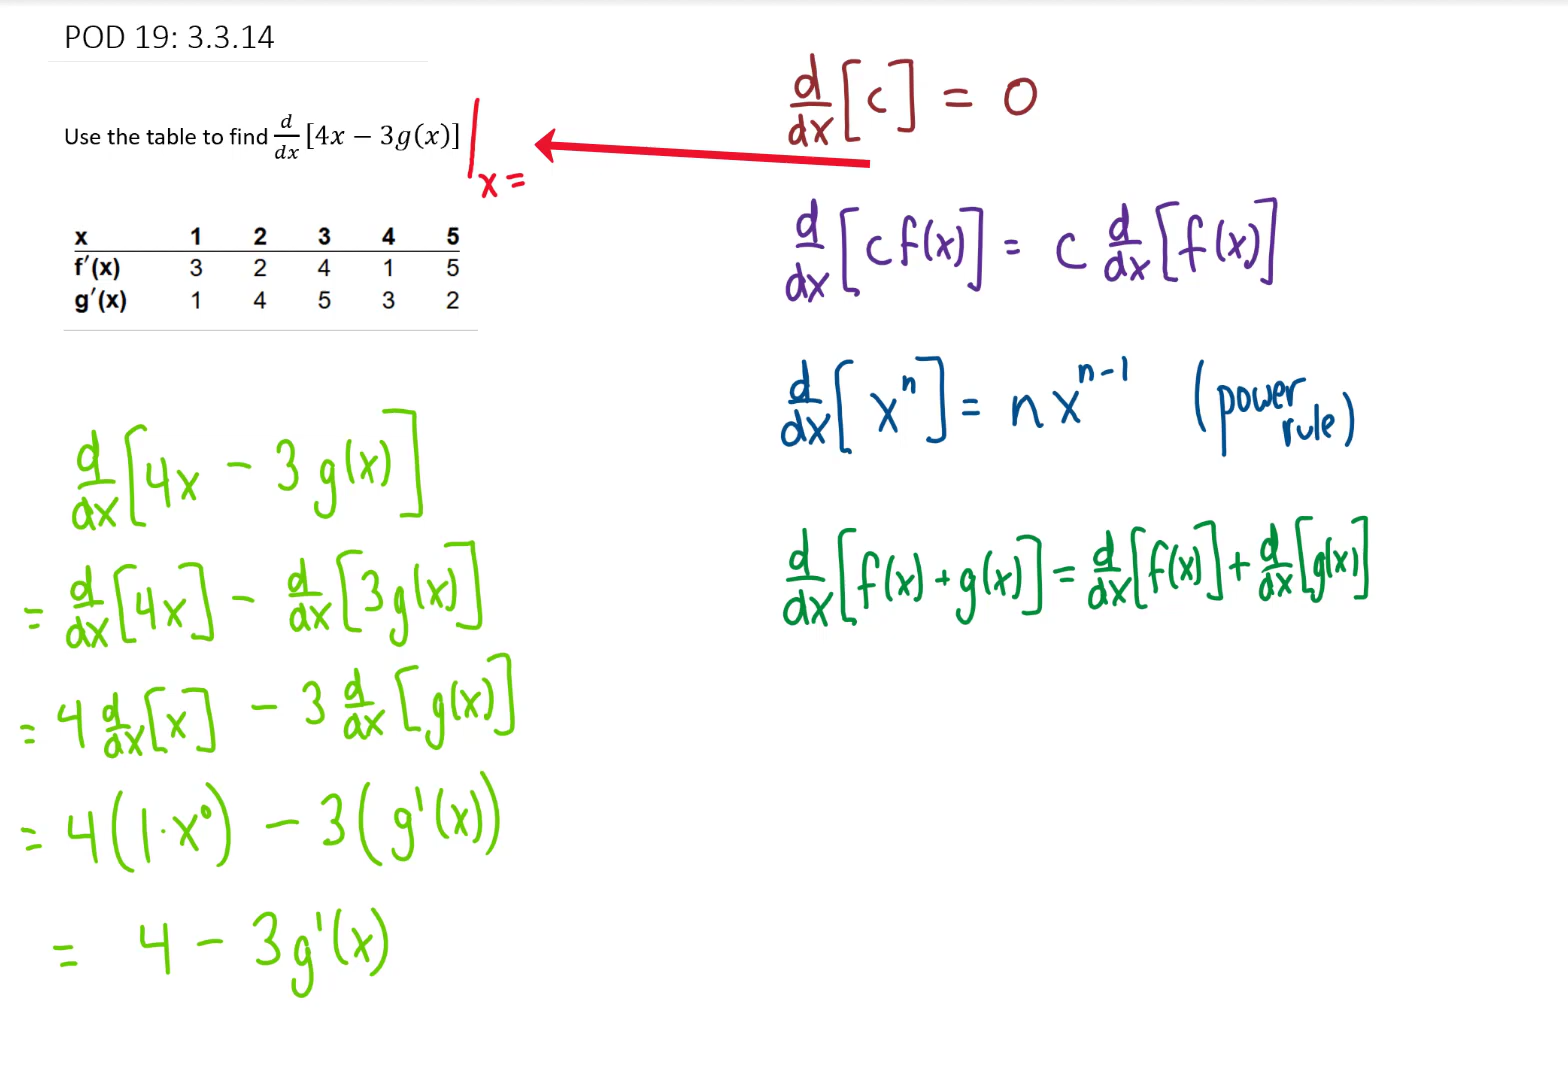 POD 19: 3.3.14
Use the table to find d/dx [4x − 3g(x)] | x =
x 1 2 3 4 5
f′(x) 3 2 4 1 5
g′(x) 1 4 5 3 2
d/dx [4x − 3g(x)]
= d/dx [4x] − d/dx [3g(x)]
= 4 d/dx [x] − 3 d/dx [g(x)]
= 4(1·x⁰) − 3(g'(x))
= 4 − 3g'(x)
d/dx [c] = 0
d/dx [c f(x)] = c d/dx [f(x)]
d/dx [xⁿ] = n xⁿ⁻¹ (power rule)
d/dx [f(x) + g(x)] = d/dx [f(x)] + d/dx [g(x)]